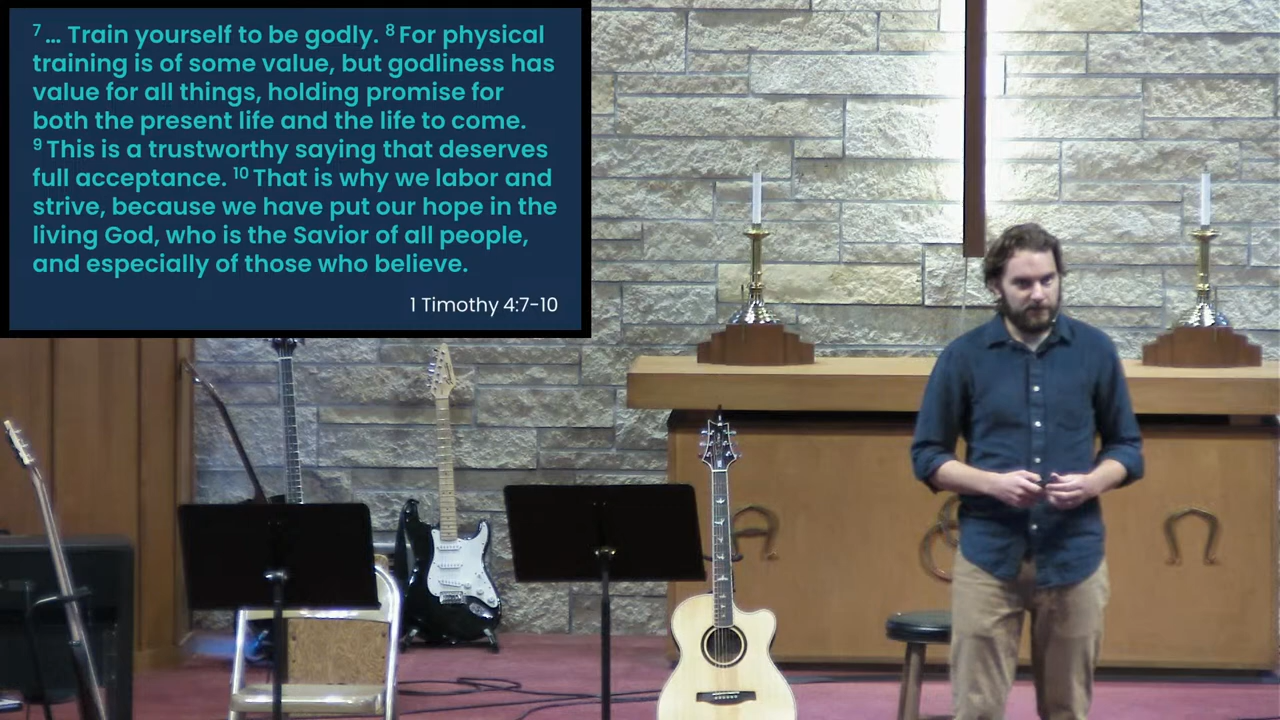 ⁷ … Train yourself to be godly. ⁸ For physical
training is of some value, but godliness has
value for all things, holding promise for
both the present life and the life to come.
⁹ This is a trustworthy saying that deserves
full acceptance. ¹⁰ That is why we labor and
strive, because we have put our hope in the
living God, who is the Savior of all people,
and especially of those who believe.
1 Timothy 4:7-10
Α Ω